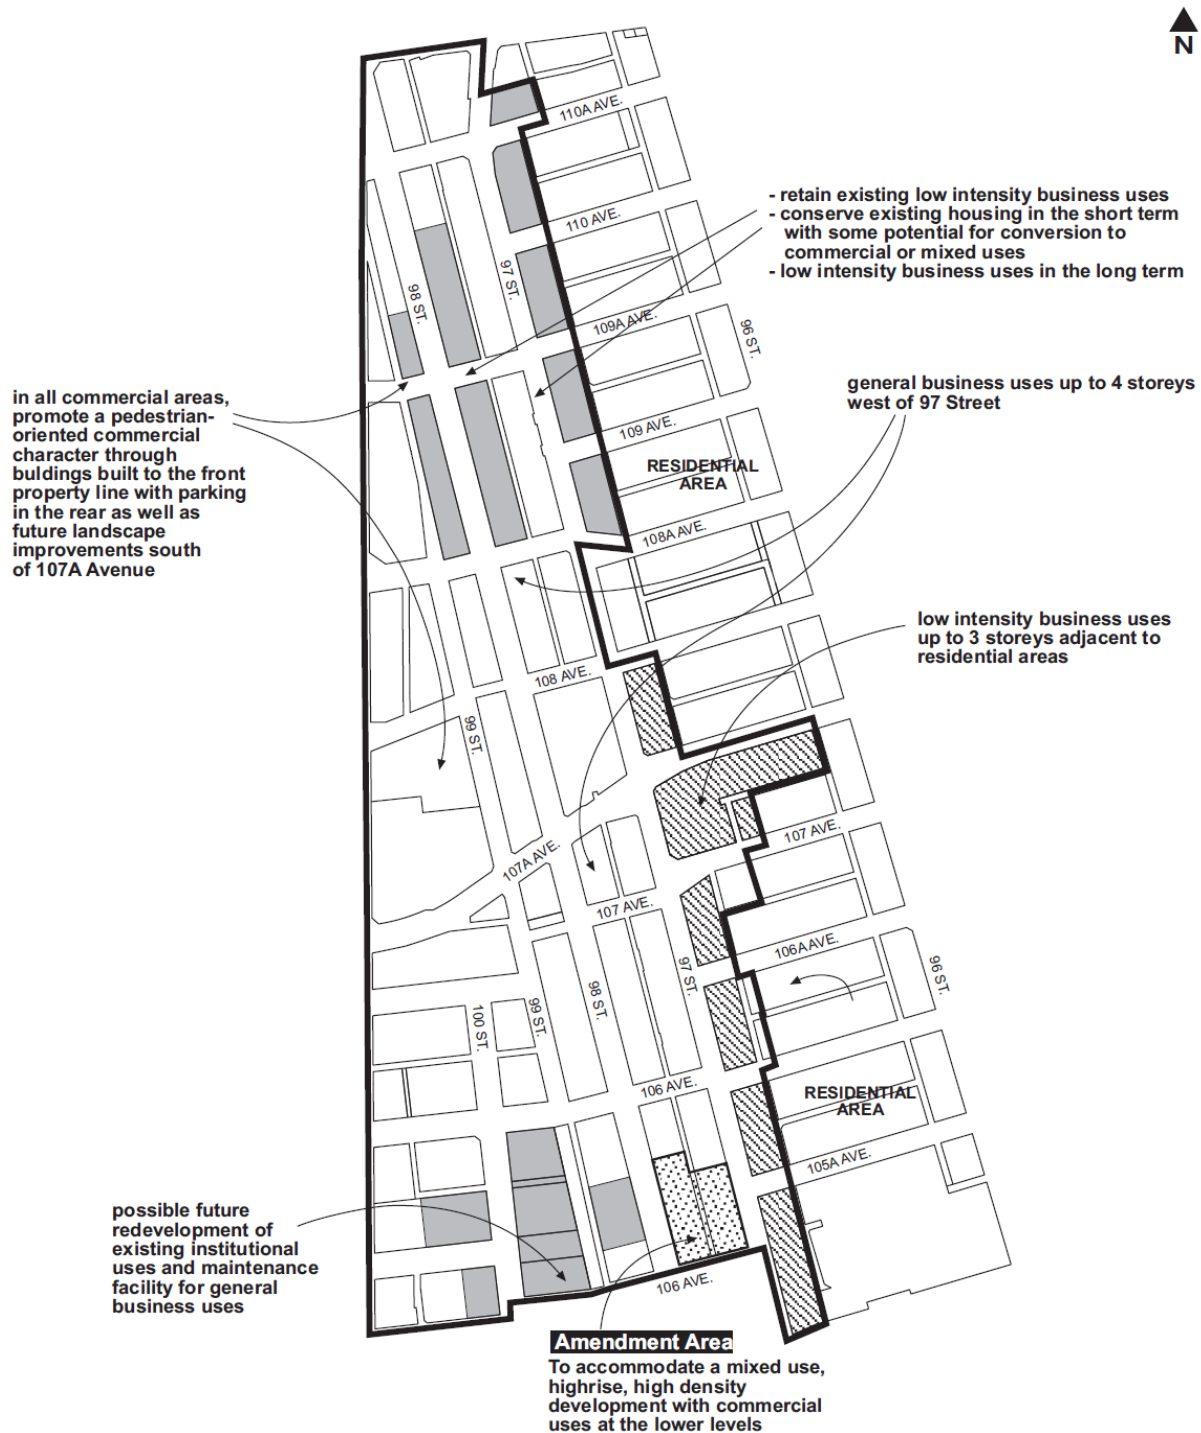 N
110A AVE.
- retain existing low intensity business uses
- conserve existing housing in the short term
with some potential for conversion to
commercial or mixed uses
- low intensity business uses in the long term
110 AVE.
97 ST.
98 ST.
109A AVE.
96 ST.
in all commercial areas,
promote a pedestrian-
oriented commercial
character through
buldings built to the front
property line with parking
in the rear as well as
future landscape
improvements south
of 107A Avenue
general business uses up to 4 storeys
west of 97 Street
109 AVE.
RESIDENTIAL
AREA
108A AVE.
low intensity business uses
up to 3 storeys adjacent to
residential areas
108 AVE.
99 ST.
107 AVE.
107A AVE.
107 AVE.
106A AVE.
97 ST.
96 ST.
98 ST.
99 ST.
100 ST.
106 AVE.
RESIDENTIAL
AREA
105A AVE.
possible future
redevelopment of
existing institutional
uses and maintenance
facility for general
business uses
106 AVE.
Amendment Area
To accommodate a mixed use,
highrise, high density
development with commercial
uses at the lower levels